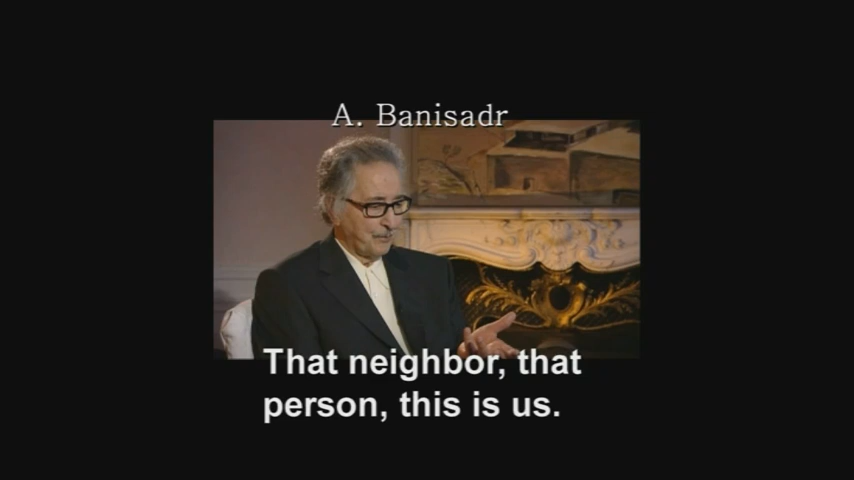 A. Banisadr
That neighbor, that
person, this is us.